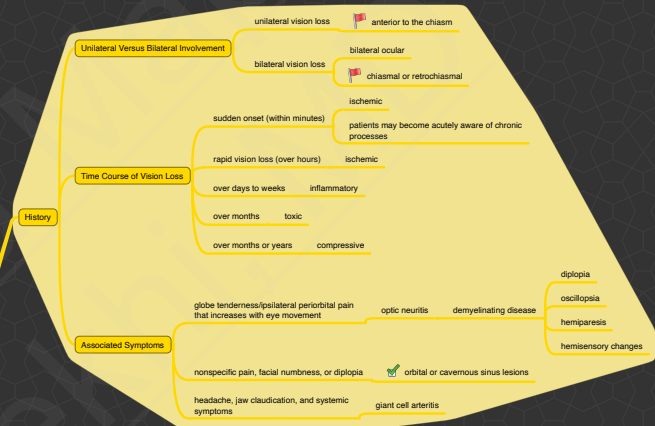 History
Unilateral Versus Bilateral Involvement
unilateral vision loss
anterior to the chiasm
bilateral vision loss
bilateral ocular
chiasmal or retrochiasmal
Time Course of Vision Loss
sudden onset (within minutes)
ischemic
patients may become acutely aware of chronic
processes
rapid vision loss (over hours)
ischemic
over days to weeks
inflammatory
over months
toxic
over months or years
compressive
Associated Symptoms
globe tenderness/ipsilateral periorbital pain
that increases with eye movement
optic neuritis
demyelinating disease
diplopia
oscillopsia
hemiparesis
hemisensory changes
nonspecific pain, facial numbness, or diplopia
orbital or cavernous sinus lesions
headache, jaw claudication, and systemic
symptoms
giant cell arteritis